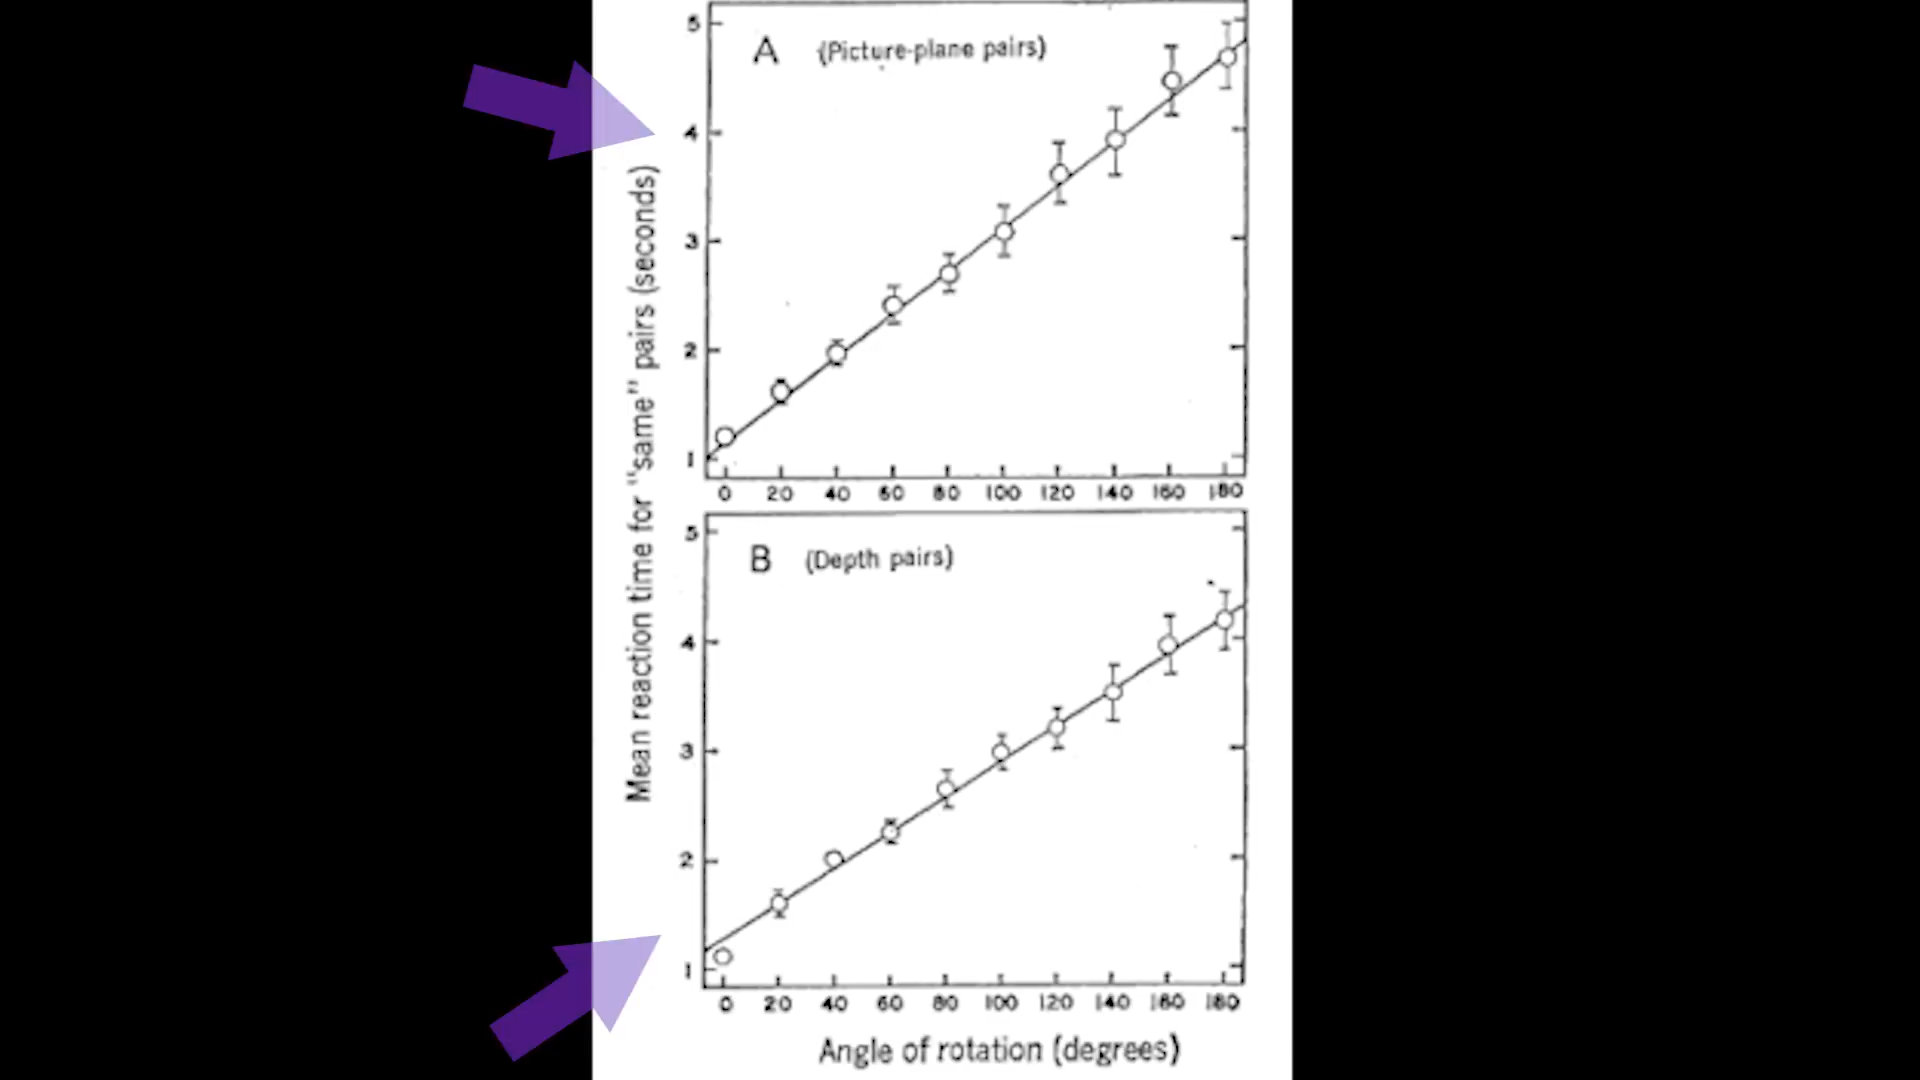 Mean reaction time for "same" pairs (seconds)
A (Picture-plane pairs)
5
4
3
2
1
0 20 40 60 80 100 120 140 160 180
B (Depth pairs)
5
4
3
2
1
0 20 40 60 80 100 120 140 160 180
Angle of rotation (degrees)